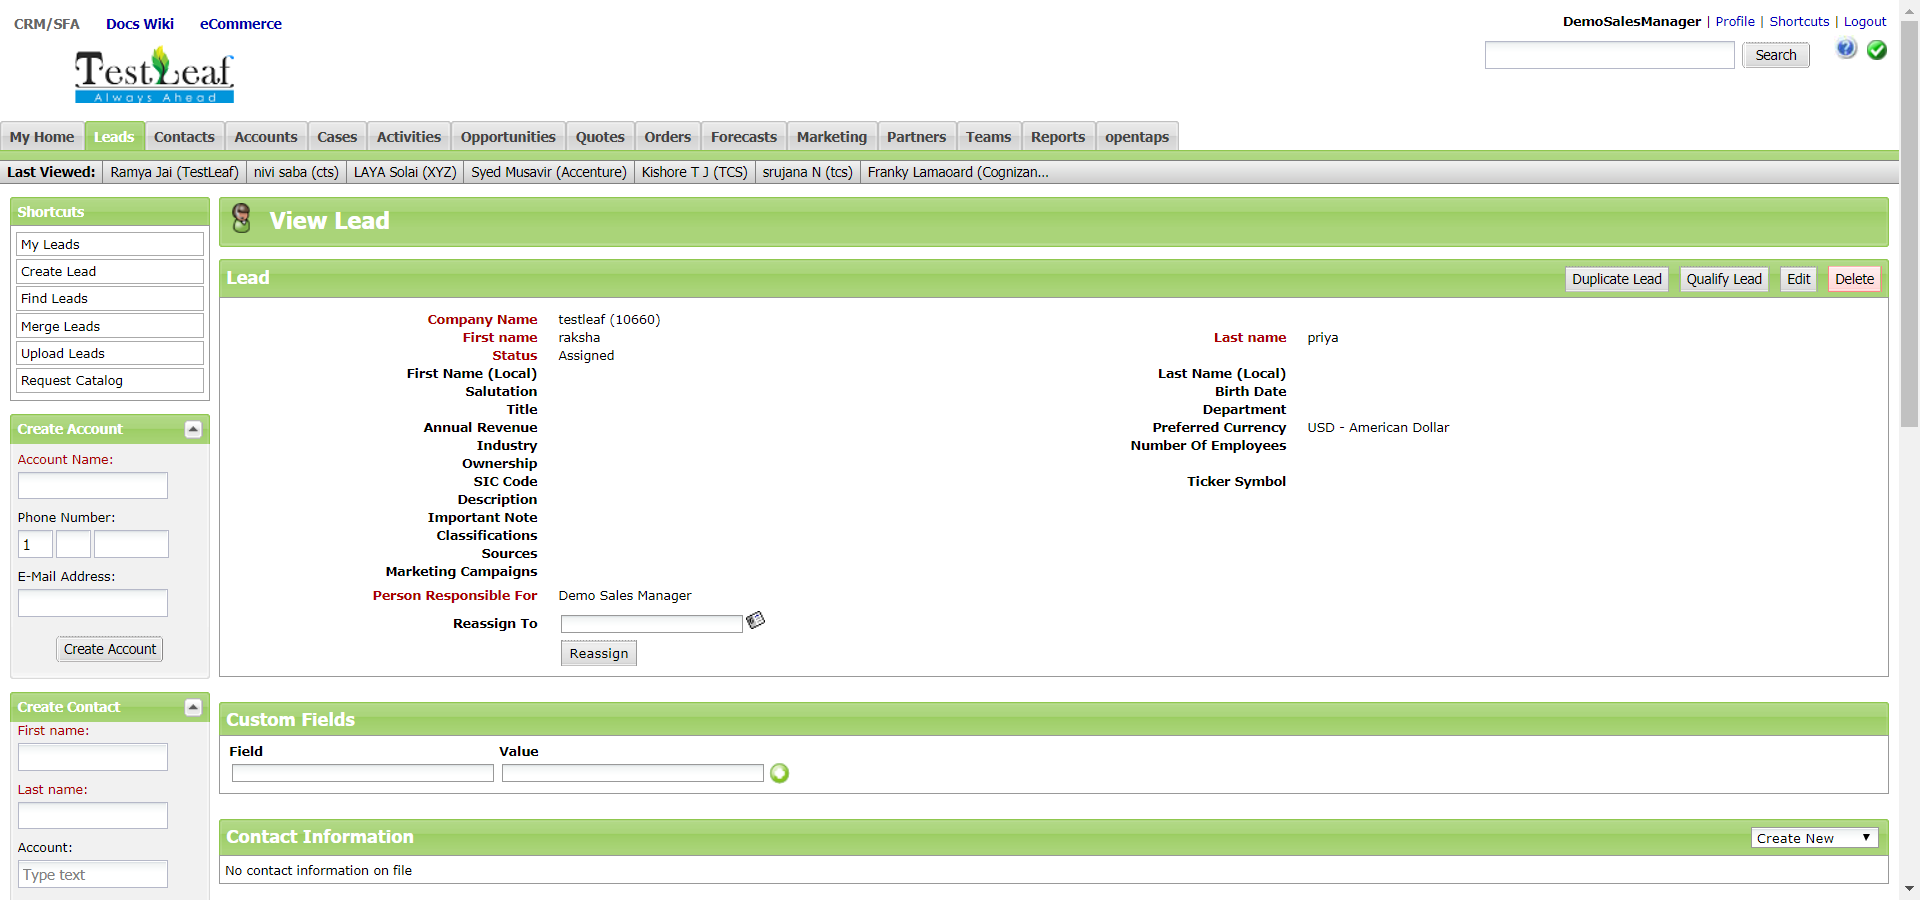 CRM/SFA Docs Wiki eCommerce
DemoSalesManager | Profile | Shortcuts | Logout
Search
TestLeaf
Always Ahead
My Home Leads Contacts Accounts Cases Activities Opportunities Quotes Orders Forecasts Marketing Partners Teams Reports opentaps
Last Viewed: Ramya Jai (TestLeaf) nivi saba (cts) LAYA Solai (XYZ) Syed Musavir (Accenture) Kishore T J (TCS) srujana N (tcs) Franky Lamaoard (Cognizan...
Shortcuts
My Leads
Create Lead
Find Leads
Merge Leads
Upload Leads
Request Catalog
Create Account
Account Name:
Phone Number:
1
E-Mail Address:
Create Account
Create Contact
First name:
Last name:
Account:
Type text
View Lead
Lead Duplicate Lead Qualify Lead Edit Delete
Company Name testleaf (10660)
First name raksha Last name priya
Status Assigned
First Name (Local) Last Name (Local)
Salutation Birth Date
Title Department
Annual Revenue Preferred Currency USD - American Dollar
Industry Number Of Employees
Ownership
SIC Code Ticker Symbol
Description
Important Note
Classifications
Sources
Marketing Campaigns
Person Responsible For Demo Sales Manager
Reassign To
Reassign
Custom Fields
Field Value
Contact Information Create New
No contact information on file